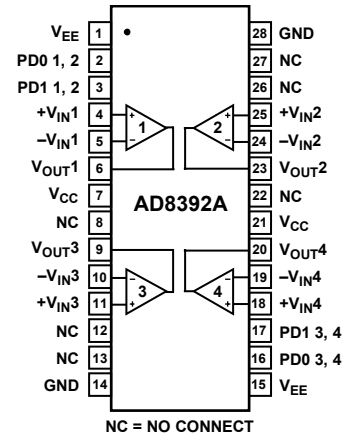 VEE 1 28 GND
PD0 1, 2 2 27 NC
PD1 1, 2 3 26 NC
+VIN1 4 + + 25 +VIN2
1 2
–VIN1 5 – – 24 –VIN2
VOUT1 6 23 VOUT2
VCC 7 22 NC
AD8392A
NC 8 21 VCC
VOUT3 9 20 VOUT4
–VIN3 10 – – 19 –VIN4
3 4
+VIN3 11 + + 18 +VIN4
NC 12 17 PD1 3, 4
NC 13 16 PD0 3, 4
GND 14 15 VEE
NC = NO CONNECT